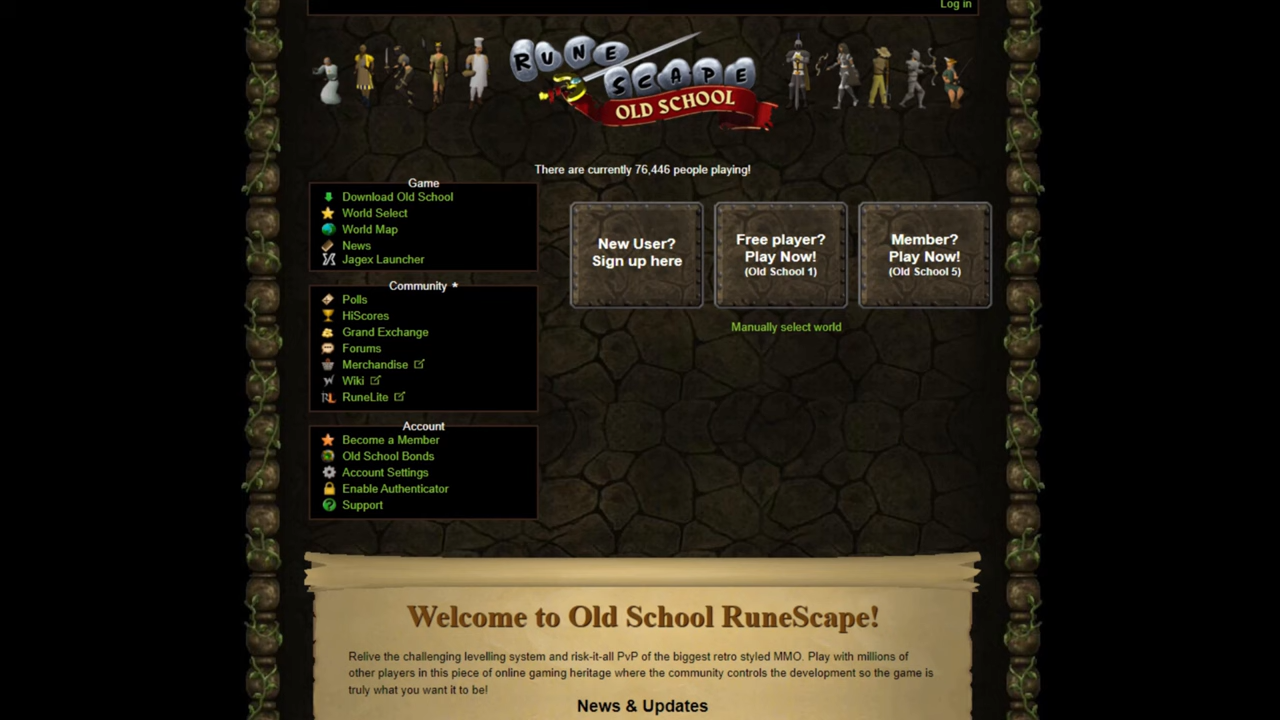 Log in
RUNE
SCAPE
OLD SCHOOL
There are currently 76,446 people playing!
Game
Download Old School
World Select
World Map
News
Jagex Launcher
Community *
Polls
HiScores
Grand Exchange
Forums
Merchandise
Wiki
RuneLite
Account
Become a Member
Old School Bonds
Account Settings
Enable Authenticator
Support
New User?
Sign up here
Free player?
Play Now!
(Old School 1)
Member?
Play Now!
(Old School 5)
Manually select world
Welcome to Old School RuneScape!
Relive the challenging levelling system and risk-it-all PvP of the biggest retro styled MMO. Play with millions of
other players in this piece of online gaming heritage where the community controls the development so the game is
truly what you want it to be!
News & Updates